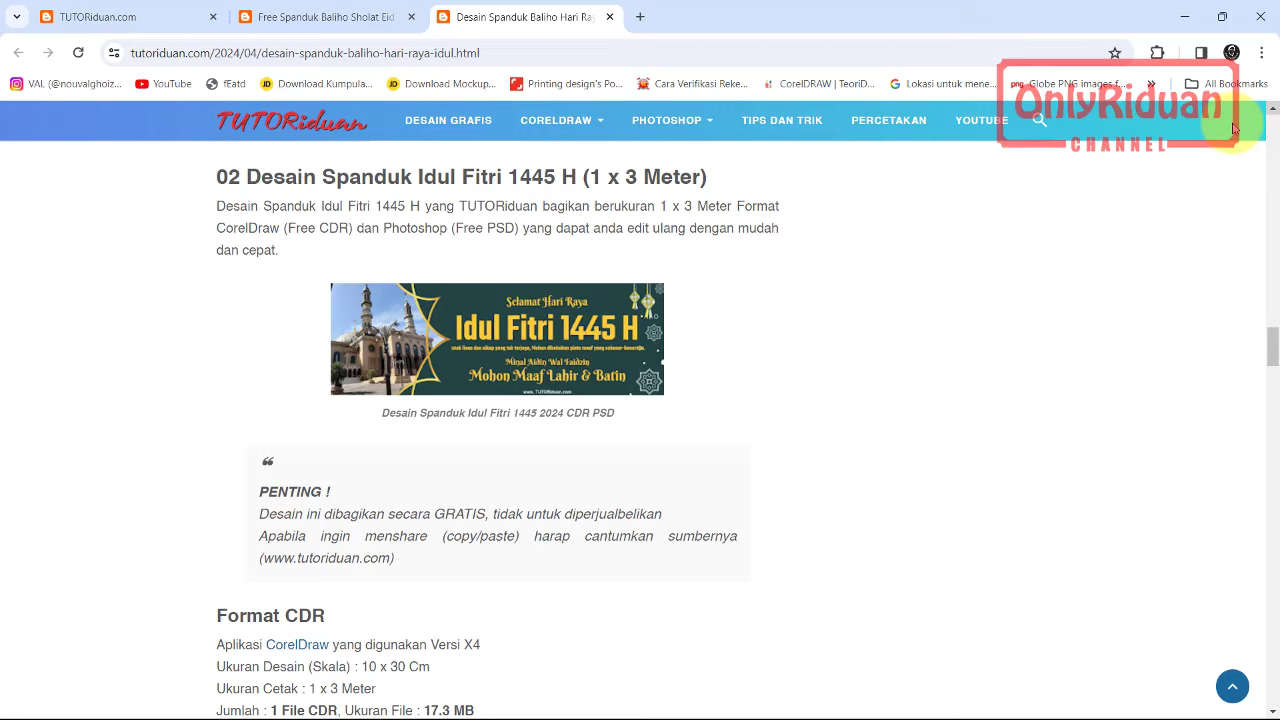 TUTORiduan.com
Free Spanduk Baliho Sholat Eid
Desain Spanduk Baliho Hari Ray
tutoriduan.com/2024/04/desain-spanduk-baliho-hari-raya-idul.html
VAL (@nouvalghoiz...
YouTube
fEatd
Download Kumpula...
Download Mockup...
Printing design's Po...
Cara Verifikasi Reke...
CorelDRAW | TeoriD...
Lokasi untuk mene...
Globe PNG images f...
All Bookmarks
OnlyRiduan
CHANNEL
TUTORiduan
DESAIN GRAFIS
CORELDRAW
PHOTOSHOP
TIPS DAN TRIK
PERCETAKAN
YOUTUBE
02 Desain Spanduk Idul Fitri 1445 H (1 x 3 Meter)
Desain Spanduk Idul Fitri 1445 H yang TUTORiduan bagikan berukuran 1 x 3 Meter Format
CorelDraw (Free CDR) dan Photoshop (Free PSD) yang dapat anda edit ulang dengan mudah
dan cepat.
Selamat Hari Raya
Idul Fitri 1445 H
Minal Aidin Wal Faidzin
Mohon Maaf Lahir & Batin
www.TUTORiduan.com
Desain Spanduk Idul Fitri 1445 2024 CDR PSD
❝
PENTING !
Desain ini dibagikan secara GRATIS, tidak untuk diperjualbelikan
Apabila ingin menshare (copy/paste) harap cantumkan sumbernya
(www.tutoriduan.com)
Format CDR
Aplikasi CorelDraw yang digunakan Versi X4
Ukuran Desain (Skala) : 10 x 30 Cm
Ukuran Cetak : 1 x 3 Meter
Jumlah : 1 File CDR, Ukuran File : 17.3 MB